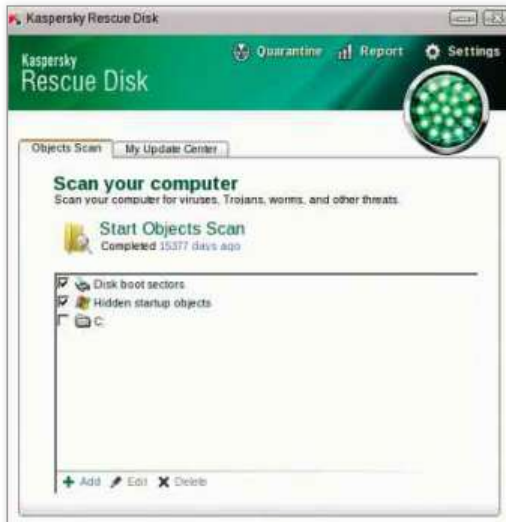 Kaspersky Rescue Disk
Quarantine Report Settings
Kaspersky
Rescue Disk
Objects Scan My Update Center
Scan your computer
Scan your computer for viruses, Trojans, worms, and other threats.
Start Objects Scan
Completed 15377 days ago
Disk boot sectors
Hidden startup objects
C:
Add Edit Delete